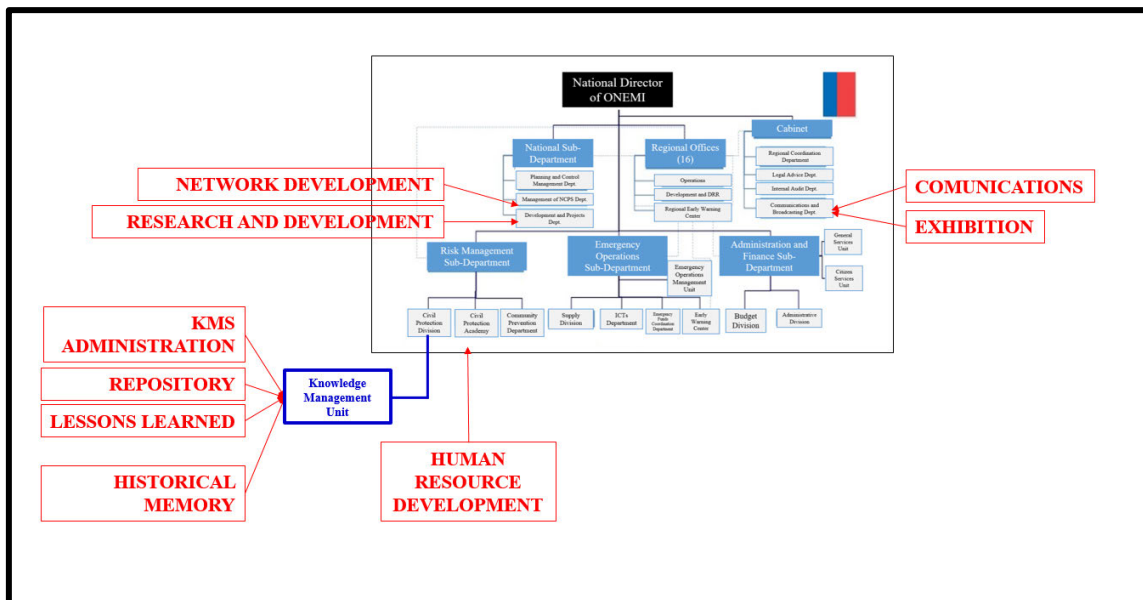 National Director
of ONEMI
Cabinet
National Sub-
Department
Regional Offices
(16)
Planning and Control
Management Dept.
Management of NCPS Dept.
Development and Projects
Dept.
Operations
Development and DRR
Regional Early Warning
Center
Regional Coordination
Department
Legal Advice Dept.
Internal Audit Dept.
Communications and
Broadcasting Dept.
NETWORK DEVELOPMENT
RESEARCH AND DEVELOPMENT
COMUNICATIONS
EXHIBITION
Risk Management
Sub-Department
Emergency
Operations
Sub-Department
Emergency
Operations
Management
Unit
Administration and
Finance Sub-
Department
General
Services
Unit
Citizen
Services
Unit
Civil
Protection
Division
Civil
Protection
Academy
Community
Prevention
Department
Supply
Division
ICTs
Department
Emergency
Funds
Coordination
Department
Early
Warning
Center
Budget
Division
Administrative
Division
KMS
ADMINISTRATION
REPOSITORY
LESSONS LEARNED
HISTORICAL
MEMORY
Knowledge
Management
Unit
HUMAN
RESOURCE
DEVELOPMENT